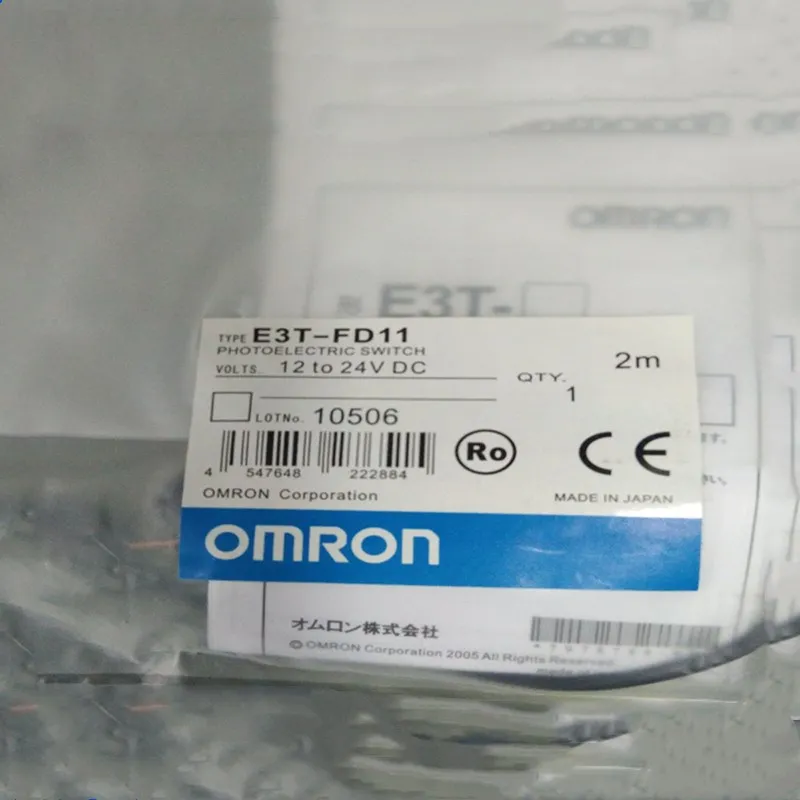 OMRON
E3T-
TYPE E3T-FD11
PHOTOELECTRIC SWITCH
VOLTS. 12 to 24V DC
2m
QTY. 1
LOTNo. 10506
Ro
CE
4 547648 222884
OMRON Corporation
MADE IN JAPAN
OMRON
オムロン株式会社
© OMRON Corporation 2005 All Rights Reserved.